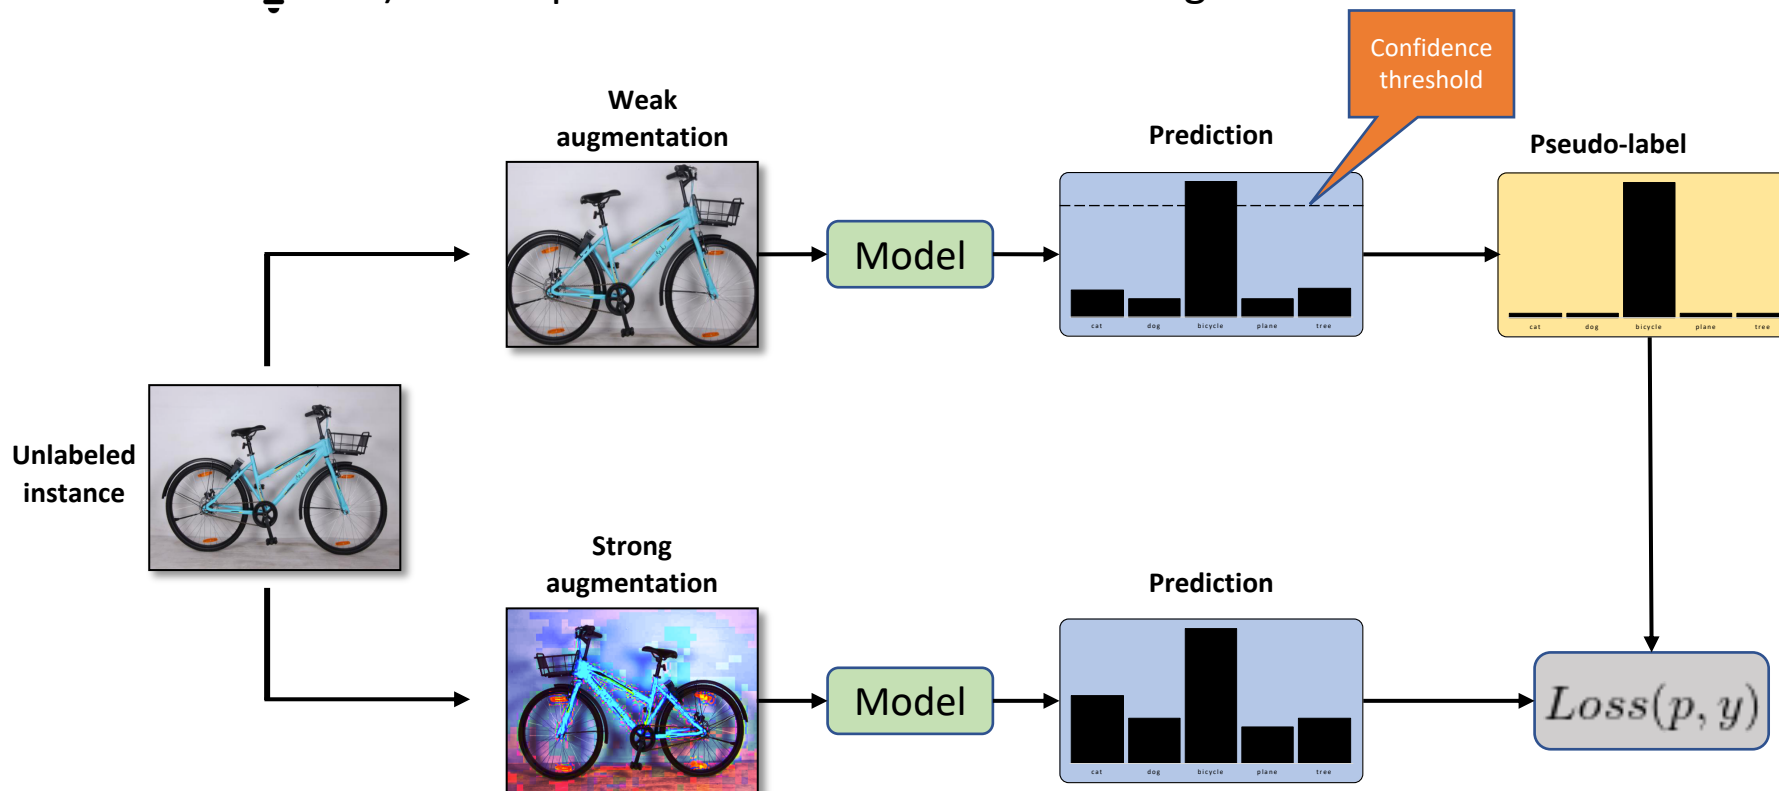 Confidence
threshold
Weak
augmentation
Prediction
Pseudo-label
Model
cat dog bicycle plane tree
cat dog bicycle plane tree
Unlabeled
instance
Strong
augmentation
Prediction
Model
Loss(p, y)
cat dog bicycle plane tree